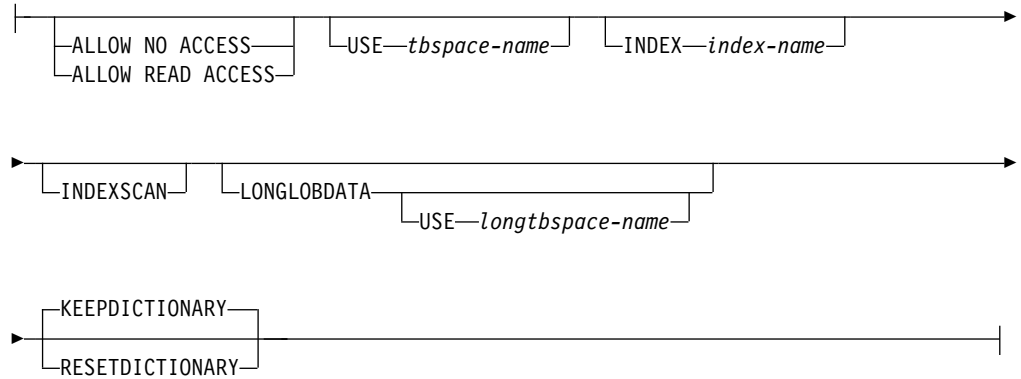 ALLOW NO ACCESS USE tbspace-name INDEX index-name
ALLOW READ ACCESS
INDEXSCAN LONGLOBDATA
USE longtbspace-name
KEEPDICTIONARY
RESETDICTIONARY